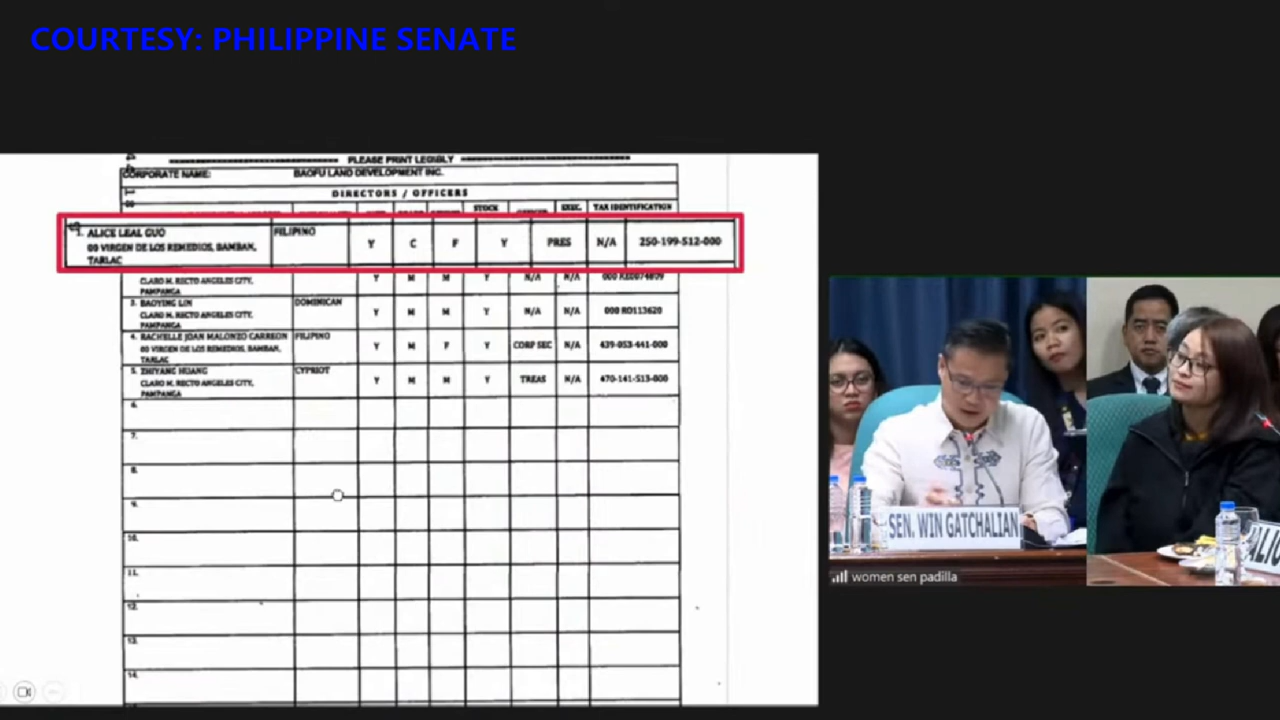 COURTESY: PHILIPPINE SENATE
PLEASE PRINT LEGIBLY
CORPORATE NAME: BAOFU LAND DEVELOPMENT INC.
DIRECTORS / OFFICERS
STOCK EXEC. TAX IDENTIFICATION
1. ALICE LEAL GUO FILIPINO Y C F Y PRES N/A 250-199-512-000
00 VIRGEN DE LOS REMEDIOS, BAMBAN,
TARLAC
CLARO M. RECTO ANGELES CITY, Y M M Y N/A N/A
PAMPANGA
3. BAOYING LIN DOMINICAN Y M M Y N/A N/A 000 R0113620
CLARO M. RECTO ANGELES CITY,
PAMPANGA
4. RACHELLE JOAN MALONZO CARREON FILIPINO Y M F Y CORP SEC N/A 439-053-441-000
00 VIRGEN DE LOS REMEDIOS, BAMBAN,
TARLAC
5. ZHIYANG HUANG CYPRIOT Y M M Y TREAS N/A 470-141-513-000
CLARO M. RECTO ANGELES CITY,
PAMPANGA
6.
7.
8.
9.
10.
11.
12.
13.
14.
SEN. WIN GATCHALIAN
ALIC
women sen padilla